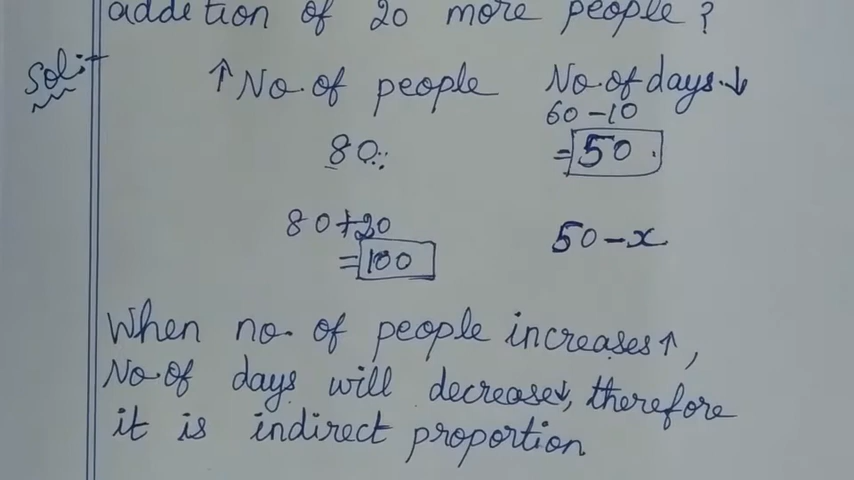 addition of 20 more people?
Sol:-
↑No. of people No. of days.↓
60-10
80 =50.
80+20 50-x
=100
When no. of people increases↑,
No. of days will decrease↓, therefore
it is indirect proportion